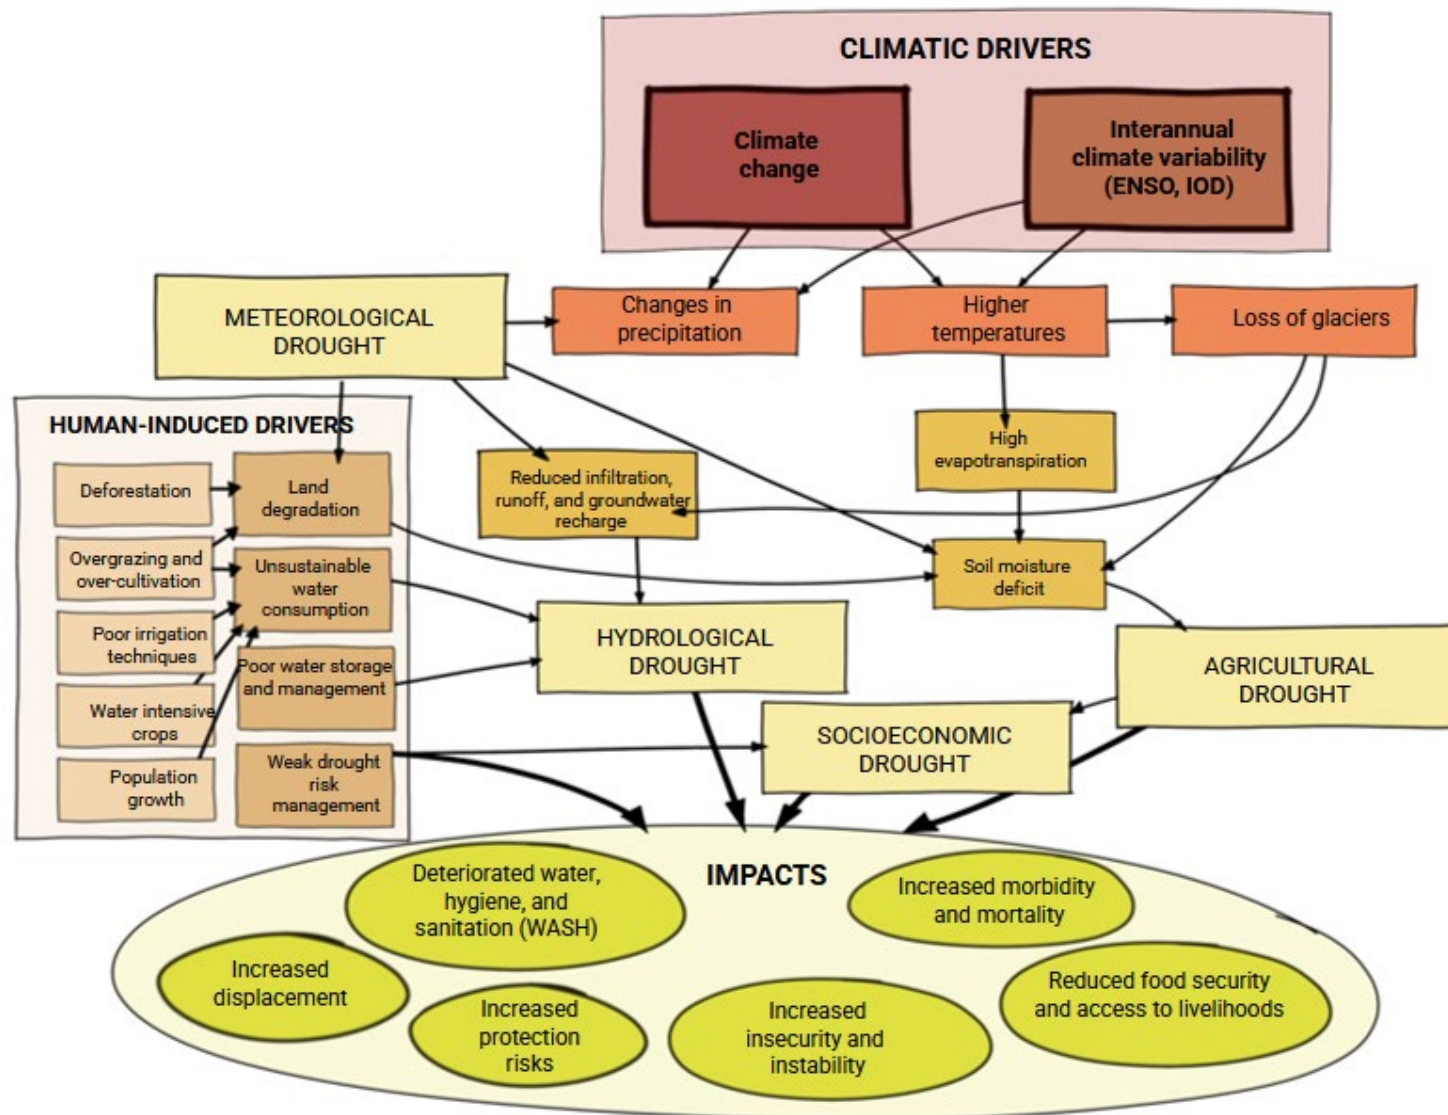 CLIMATIC DRIVERS
Climate
change
Interannual
climate variability
(ENSO, IOD)
METEOROLOGICAL
DROUGHT
Changes in
precipitation
Higher
temperatures
Loss of glaciers
HUMAN-INDUCED DRIVERS
Deforestation
Land
degradation
Overgrazing and
over-cultivation
Unsustainable
water
consumption
Poor irrigation
techniques
Poor water storage
and management
Water intensive
crops
Population
growth
Weak drought
risk
management
Reduced infiltration,
runoff, and groundwater
recharge
High
evapotranspiration
Soil moisture
deficit
HYDROLOGICAL
DROUGHT
AGRICULTURAL
DROUGHT
SOCIOECONOMIC
DROUGHT
IMPACTS
Deteriorated water,
hygiene, and
sanitation (WASH)
Increased morbidity
and mortality
Increased
displacement
Increased
protection
risks
Increased
insecurity and
instability
Reduced food security
and access to livelihoods